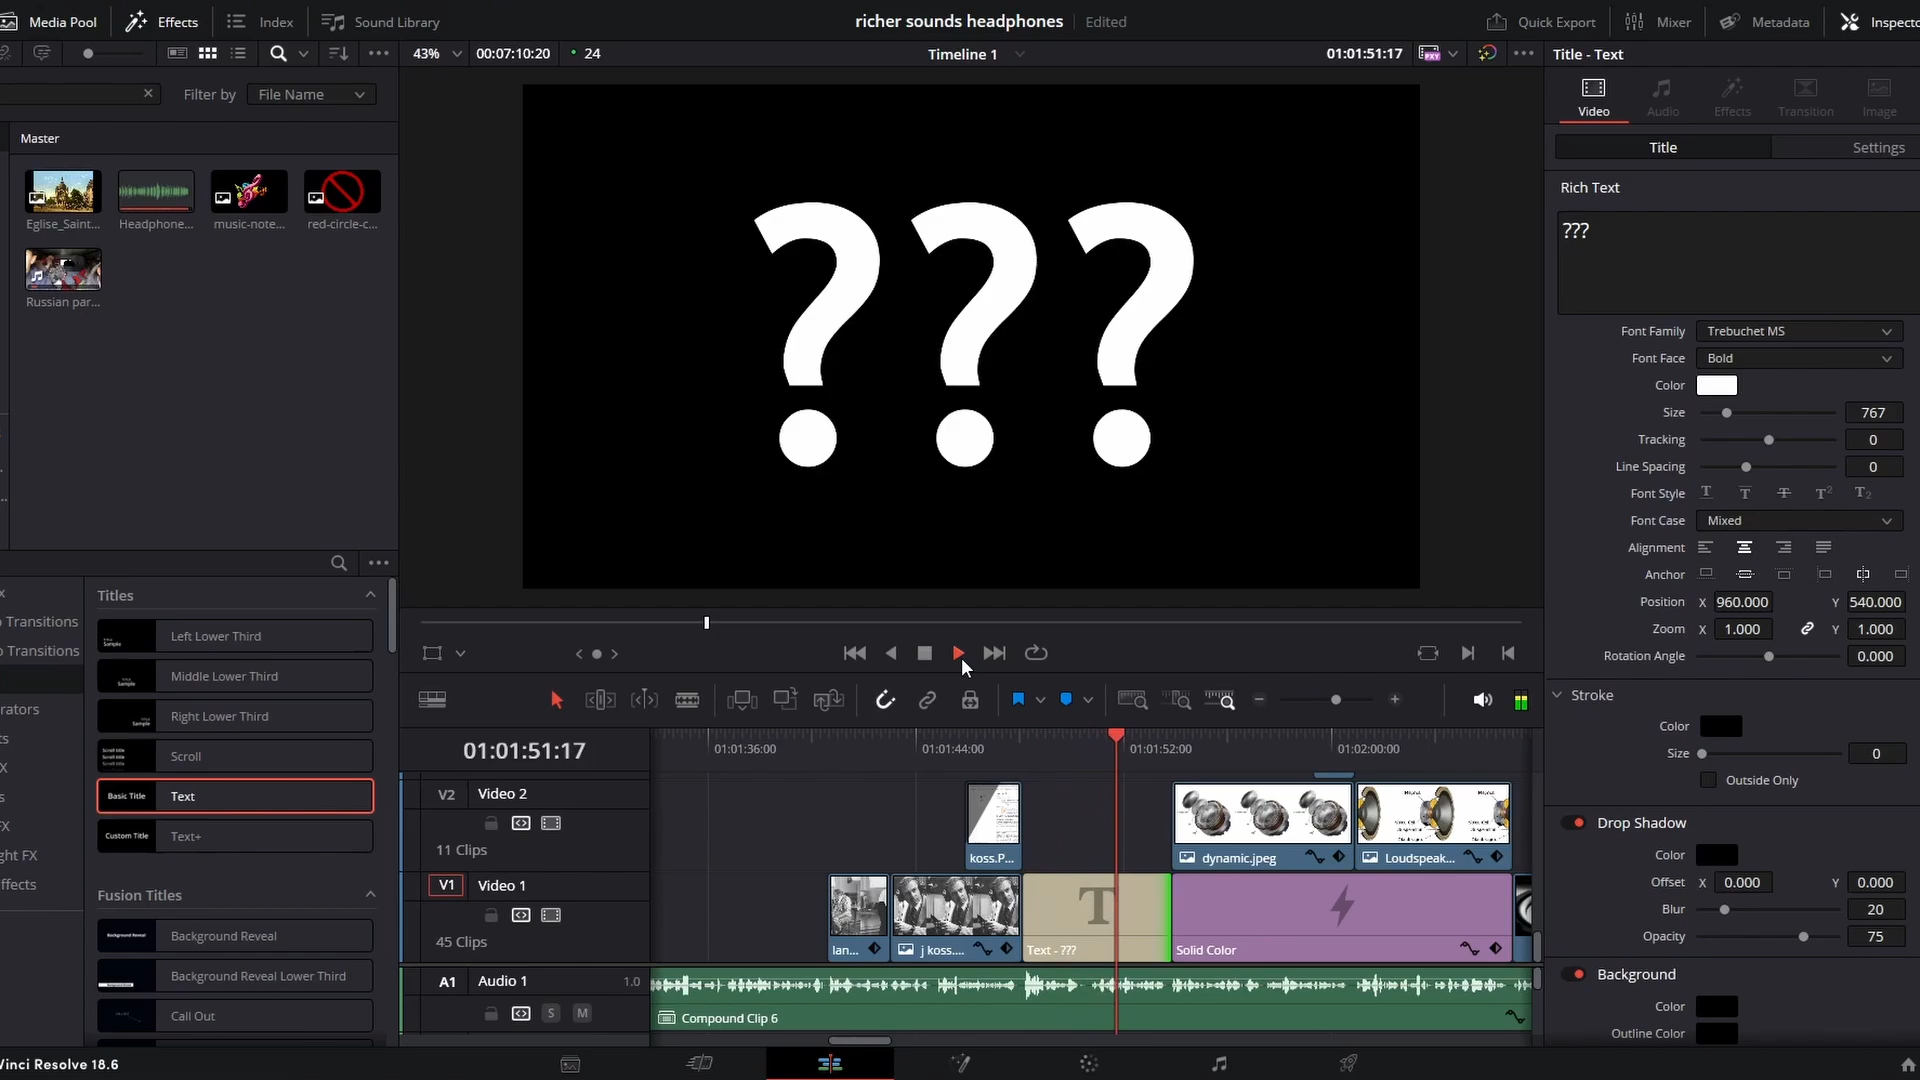 Media Pool
Effects
Index
Sound Library
richer sounds headphones
Edited
Quick Export
Mixer
Metadata
Inspecto
43%
00:07:10:20
24
Timeline 1
01:01:51:17
Title - Text
Filter by
File Name
Video
Audio
Effects
Transition
Image
Master
Title
Settings
Rich Text
???
???
Eglise_Saint...
Headphone...
music-note...
red-circle-c...
Russian par...
Font Family
Trebuchet MS
Font Face
Bold
Color
Size
767
Tracking
0
Line Spacing
0
Font Style
Font Case
Mixed
Alignment
Anchor
Position
X
960.000
Y
540.000
Zoom
X
1.000
Y
1.000
Rotation Angle
0.000
Stroke
Color
Size
0
Outside Only
Drop Shadow
Color
Offset
X
0.000
Y
0.000
Blur
20
Opacity
75
Background
Color
Outline Color
Titles
Left Lower Third
o Transitions
o Transitions
Middle Lower Third
Right Lower Third
rators
Scroll
Basic Title
Text
Custom Title
Text+
FX
ght FX
ffects
Fusion Titles
Background Reveal
Background Reveal Lower Third
Call Out
01:01:51:17
01:01:36:00
01:01:44:00
01:01:52:00
01:02:00:00
V2
Video 2
11 Clips
koss.P...
dynamic.jpeg
Loudspeak...
V1
Video 1
45 Clips
lan...
j koss....
Text - ???
Solid Color
A1
Audio 1
1.0
S
M
Compound Clip 6
Vinci Resolve 18.6